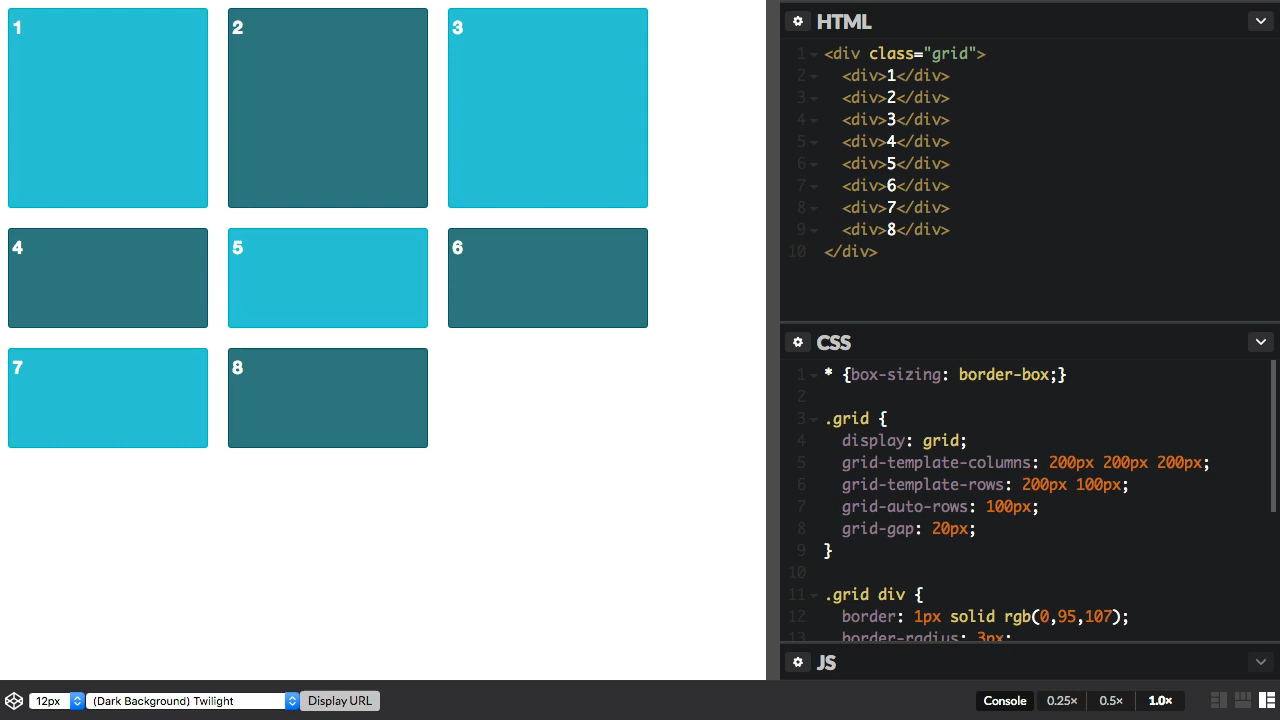 1
2
3
4
5
6
7
8
HTML
1 <div class="grid">
2 <div>1</div>
3 <div>2</div>
4 <div>3</div>
5 <div>4</div>
6 <div>5</div>
7 <div>6</div>
8 <div>7</div>
9 <div>8</div>
10 </div>
CSS
1 * {box-sizing: border-box;}
2
3 .grid {
4 display: grid;
5 grid-template-columns: 200px 200px 200px;
6 grid-template-rows: 200px 100px;
7 grid-auto-rows: 100px;
8 grid-gap: 20px;
9 }
10
11 .grid div {
12 border: 1px solid rgb(0,95,107);
13 border-radius: 3px;
JS
12px (Dark Background) Twilight Display URL Console 0.25× 0.5× 1.0×